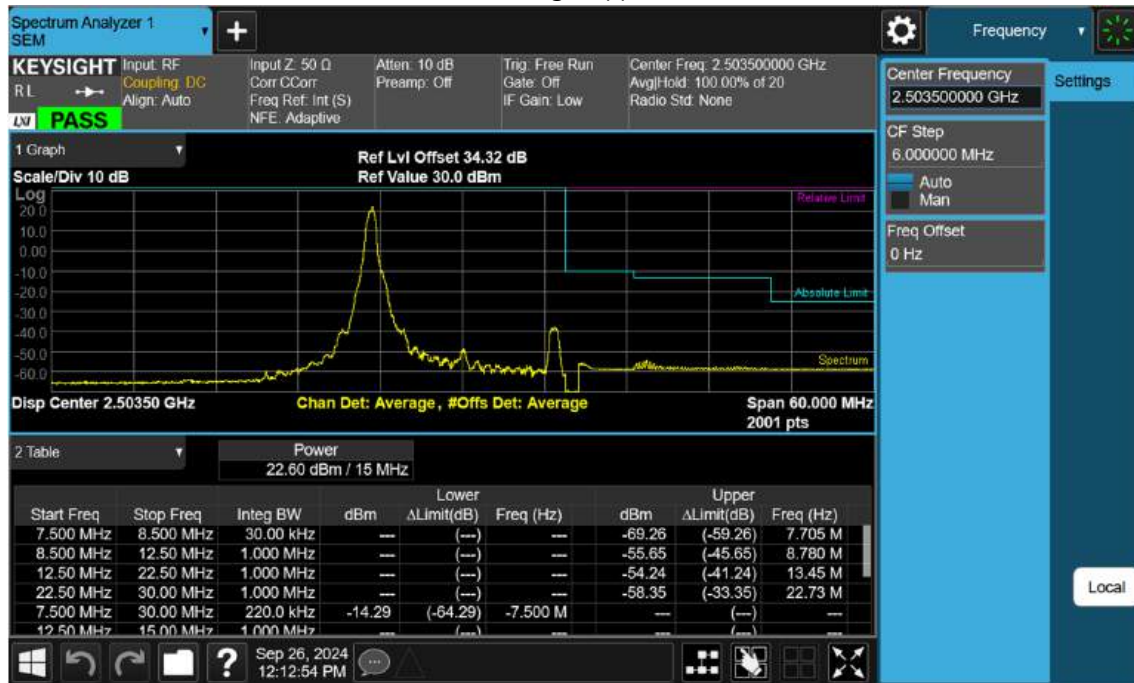 Spectrum Analyzer 1
SEM
Frequency
KEYSIGHT
RL
LXI
PASS
Input: RF
Coupling: DC
Align: Auto
Input Z: 50 Ω
Corr CCorr
Freq Ref: Int (S)
NFE: Adaptive
Atten: 10 dB
Preamp: Off
Trig: Free Run
Gate: Off
IF Gain: Low
Center Freq: 2.503500000 GHz
Avg|Hold: 100.00% of 20
Radio Std: None
Center Frequency
2.503500000 GHz
Settings
CF Step
6.000000 MHz
Auto
Man
Freq Offset
0 Hz
Local
1 Graph
Scale/Div 10 dB
Ref Lvl Offset 34.32 dB
Ref Value 30.0 dBm
Log
20.0
10.0
0.00
-10.0
-20.0
-30.0
-40.0
-50.0
-60.0
Relative Limit
Absolute Limit
Spectrum
Disp Center 2.50350 GHz
Chan Det: Average, #Offs Det: Average
Span 60.000 MHz
2001 pts
2 Table
Power
22.60 dBm / 15 MHz
Lower Upper
Start Freq Stop Freq Integ BW dBm ΔLimit(dB) Freq (Hz) dBm ΔLimit(dB) Freq (Hz)
7.500 MHz 8.500 MHz 30.00 kHz --- (---) --- -69.26 (-59.26) 7.705 M
8.500 MHz 12.50 MHz 1.000 MHz --- (---) --- -55.65 (-45.65) 8.780 M
12.50 MHz 22.50 MHz 1.000 MHz --- (---) --- -54.24 (-41.24) 13.45 M
22.50 MHz 30.00 MHz 1.000 MHz --- (---) --- -58.35 (-33.35) 22.73 M
7.500 MHz 30.00 MHz 220.0 kHz -14.29 (-64.29) -7.500 M --- (---) ---
12.50 MHz 15.00 MHz 1.000 MHz --- (---) --- --- (---) ---
Sep 26, 2024
12:12:54 PM